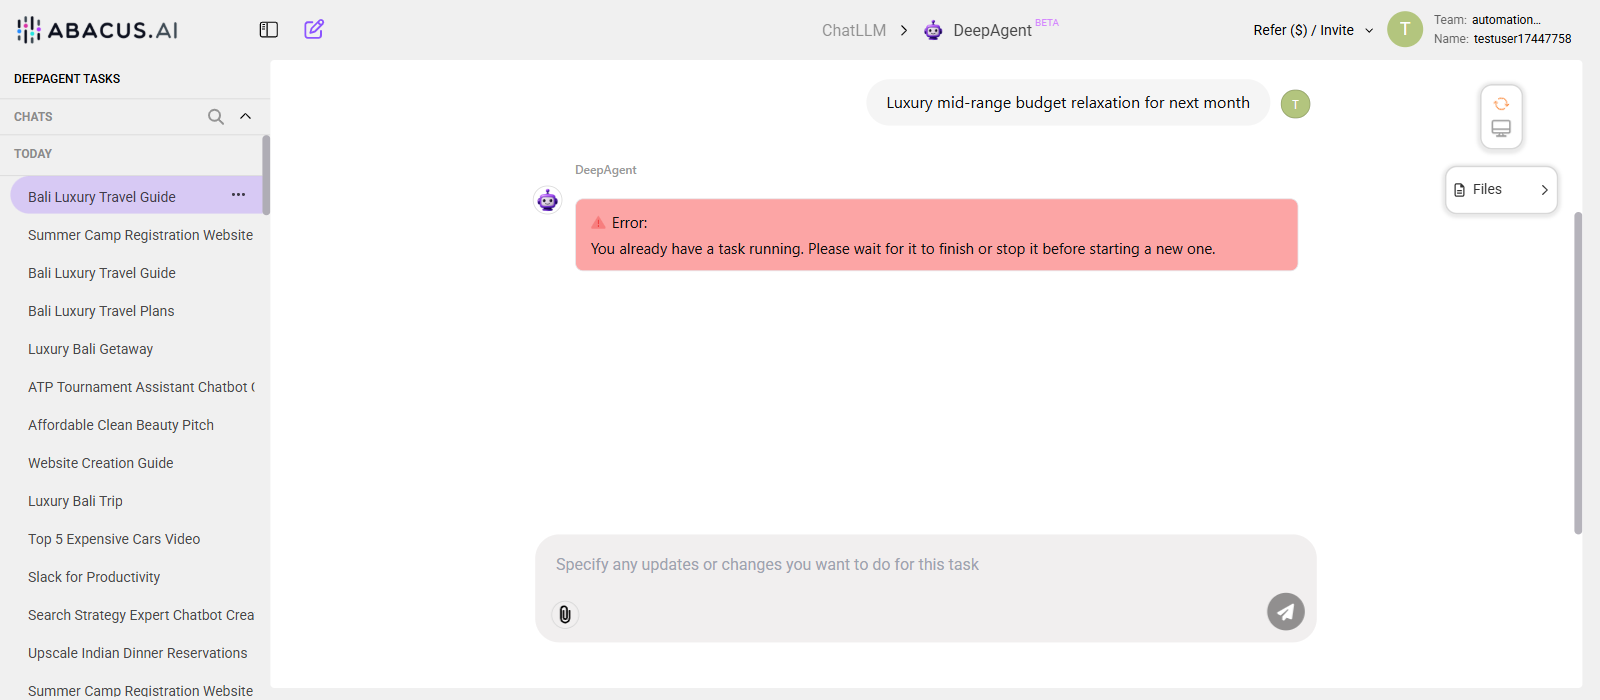 ABACUS.AI
ChatLLM > DeepAgent BETA
Refer ($) / Invite
T
Team: automation...
Name: testuser17447758
DEEPAGENT TASKS
CHATS
TODAY
Bali Luxury Travel Guide
Summer Camp Registration Website
Bali Luxury Travel Guide
Bali Luxury Travel Plans
Luxury Bali Getaway
ATP Tournament Assistant Chatbot
Affordable Clean Beauty Pitch
Website Creation Guide
Luxury Bali Trip
Top 5 Expensive Cars Video
Slack for Productivity
Search Strategy Expert Chatbot Crea
Upscale Indian Dinner Reservations
Summer Camp Registration Website
Luxury mid-range budget relaxation for next month
T
DeepAgent
Error:
You already have a task running. Please wait for it to finish or stop it before starting a new one.
Files
Specify any updates or changes you want to do for this task